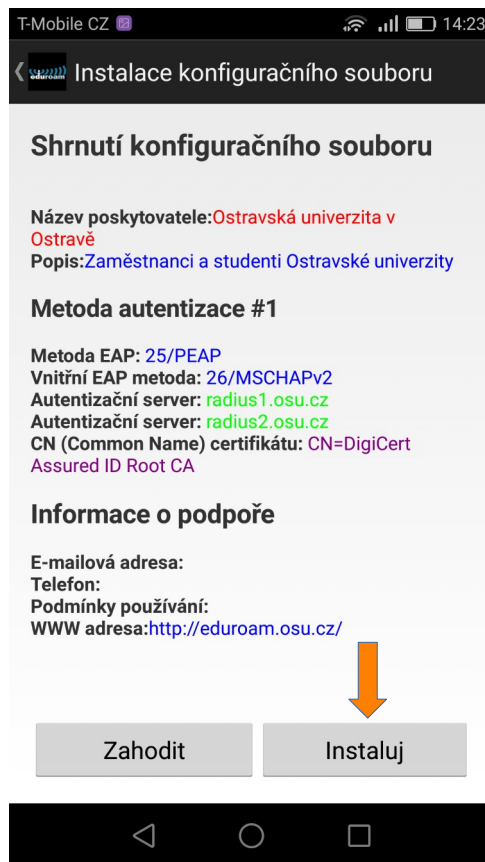 T-Mobile CZ 14:23
eduroam Instalace konfiguračního souboru
Shrnutí konfiguračního souboru
Název poskytovatele:Ostravská univerzita v
Ostravě
Popis:Zaměstnanci a studenti Ostravské univerzity
Metoda autentizace #1
Metoda EAP: 25/PEAP
Vnitřní EAP metoda: 26/MSCHAPv2
Autentizační server: radius1.osu.cz
Autentizační server: radius2.osu.cz
CN (Common Name) certifikátu: CN=DigiCert
Assured ID Root CA
Informace o podpoře
E-mailová adresa:
Telefon:
Podmínky používání:
WWW adresa:http://eduroam.osu.cz/
Zahodit Instaluj